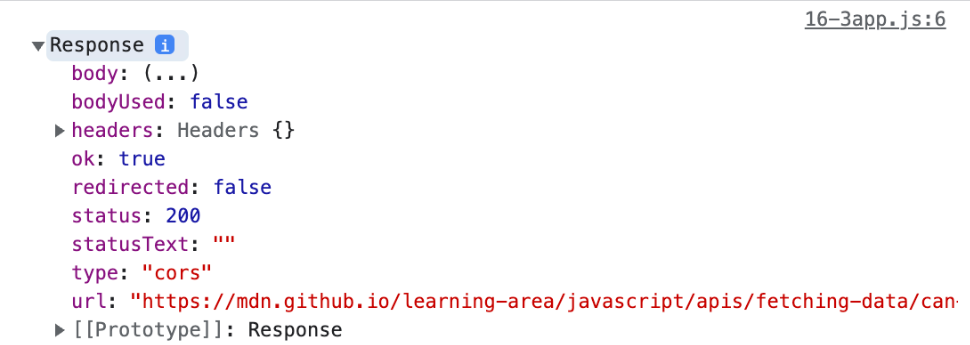 16-3app.js:6
Response i
body: (...)
bodyUsed: false
headers: Headers {}
ok: true
redirected: false
status: 200
statusText: ""
type: "cors"
url: "https://mdn.github.io/learning-area/javascript/apis/fetching-data/can-
[[Prototype]]: Response